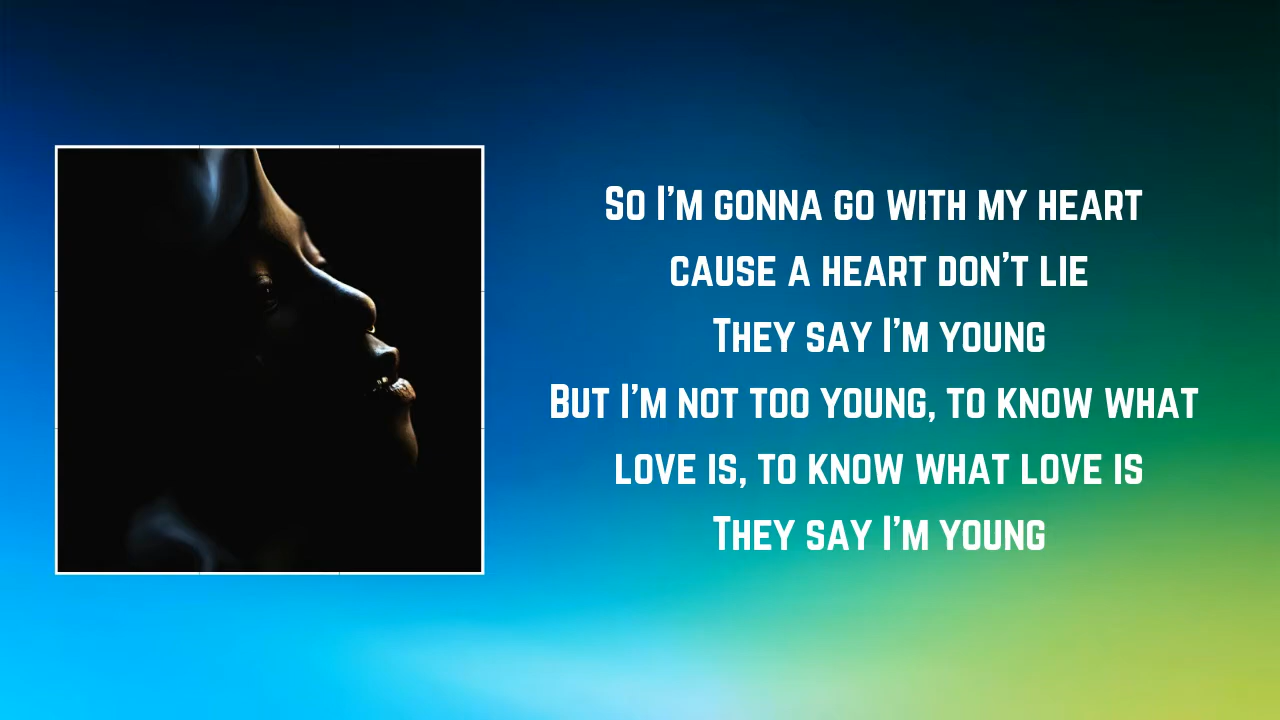 So I'm gonna go with my heart
cause a heart don't lie
They say I'm young
But I'm not too young, to know what
love is, to know what love is
They say I'm young